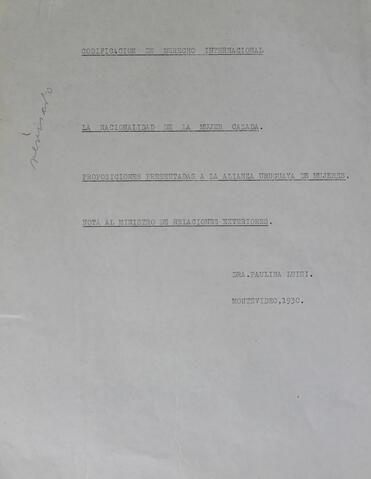 CODIFICACION DE DERECHO INTERNACIONAL
LA NACIONALIDAD DE LA MUJER CASADA.
PROPOSICIONES PRESENTADAS A LA ALIANZA URUGUAYA DE MUJERES.
NOTA AL MINISTRO DE RELACIONES EXTERIORES.
DRA.PAULINA LUISI.
MONTEVIDEO,1930.